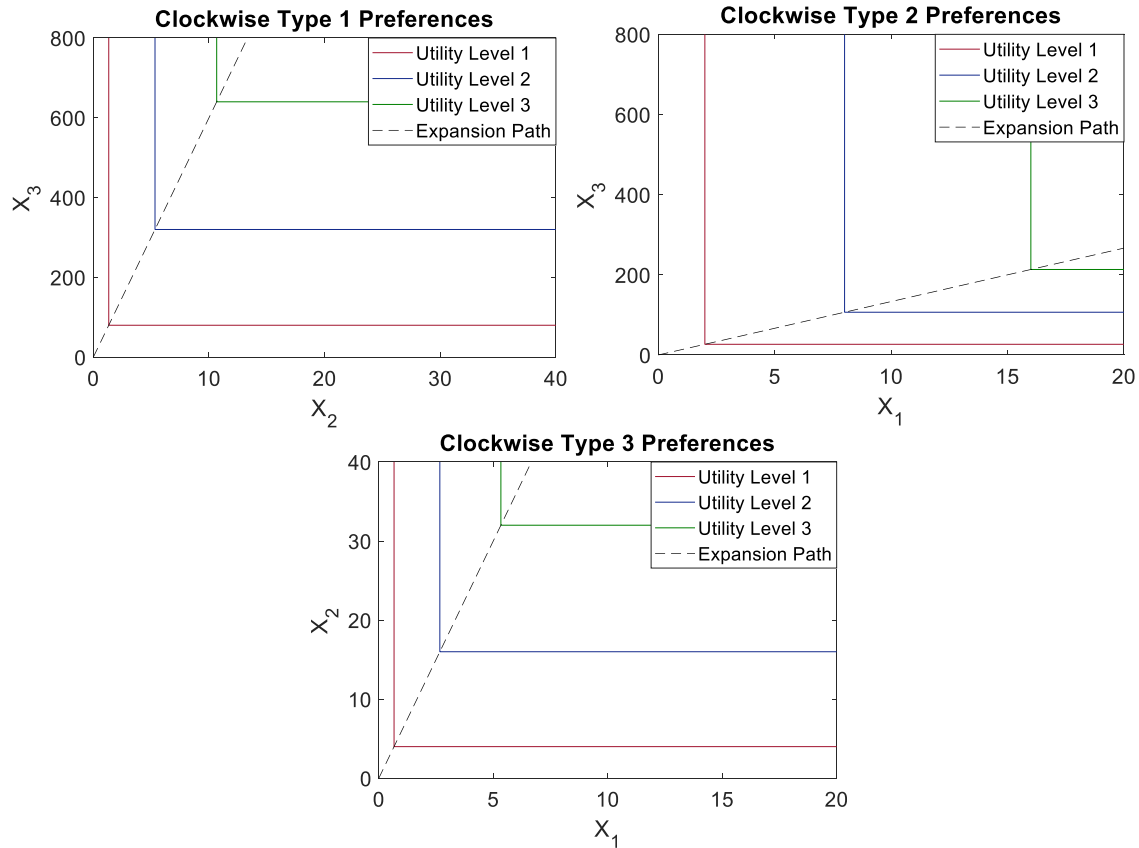 Clockwise Type 1 Preferences
800
600
400
200
0
X3
0
10
20
30
40
X2
Utility Level 1
Utility Level 2
Utility Level 3
Expansion Path
Clockwise Type 2 Preferences
800
600
400
200
0
X3
0
5
10
15
20
X1
Utility Level 1
Utility Level 2
Utility Level 3
Expansion Path
Clockwise Type 3 Preferences
40
30
20
10
0
X2
0
5
10
15
20
X1
Utility Level 1
Utility Level 2
Utility Level 3
Expansion Path